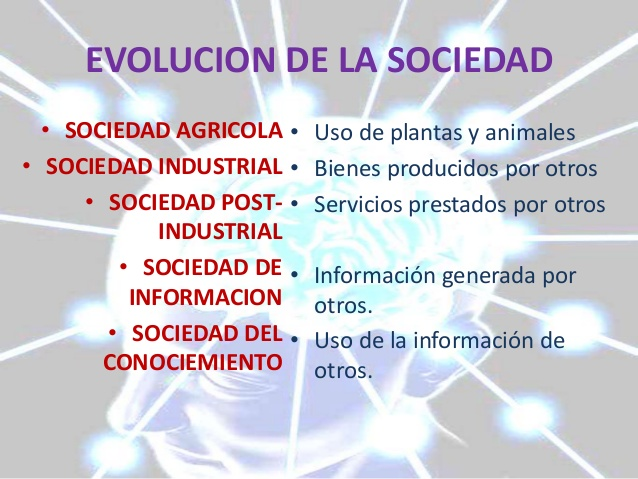 EVOLUCION DE LA SOCIEDAD
• SOCIEDAD AGRICOLA
• SOCIEDAD INDUSTRIAL
• SOCIEDAD POST-
INDUSTRIAL
• SOCIEDAD DE
INFORMACION
• SOCIEDAD DEL
CONOCIEMIENTO
• Uso de plantas y animales
• Bienes producidos por otros
• Servicios prestados por otros
• Información generada por
otros.
• Uso de la información de
otros.